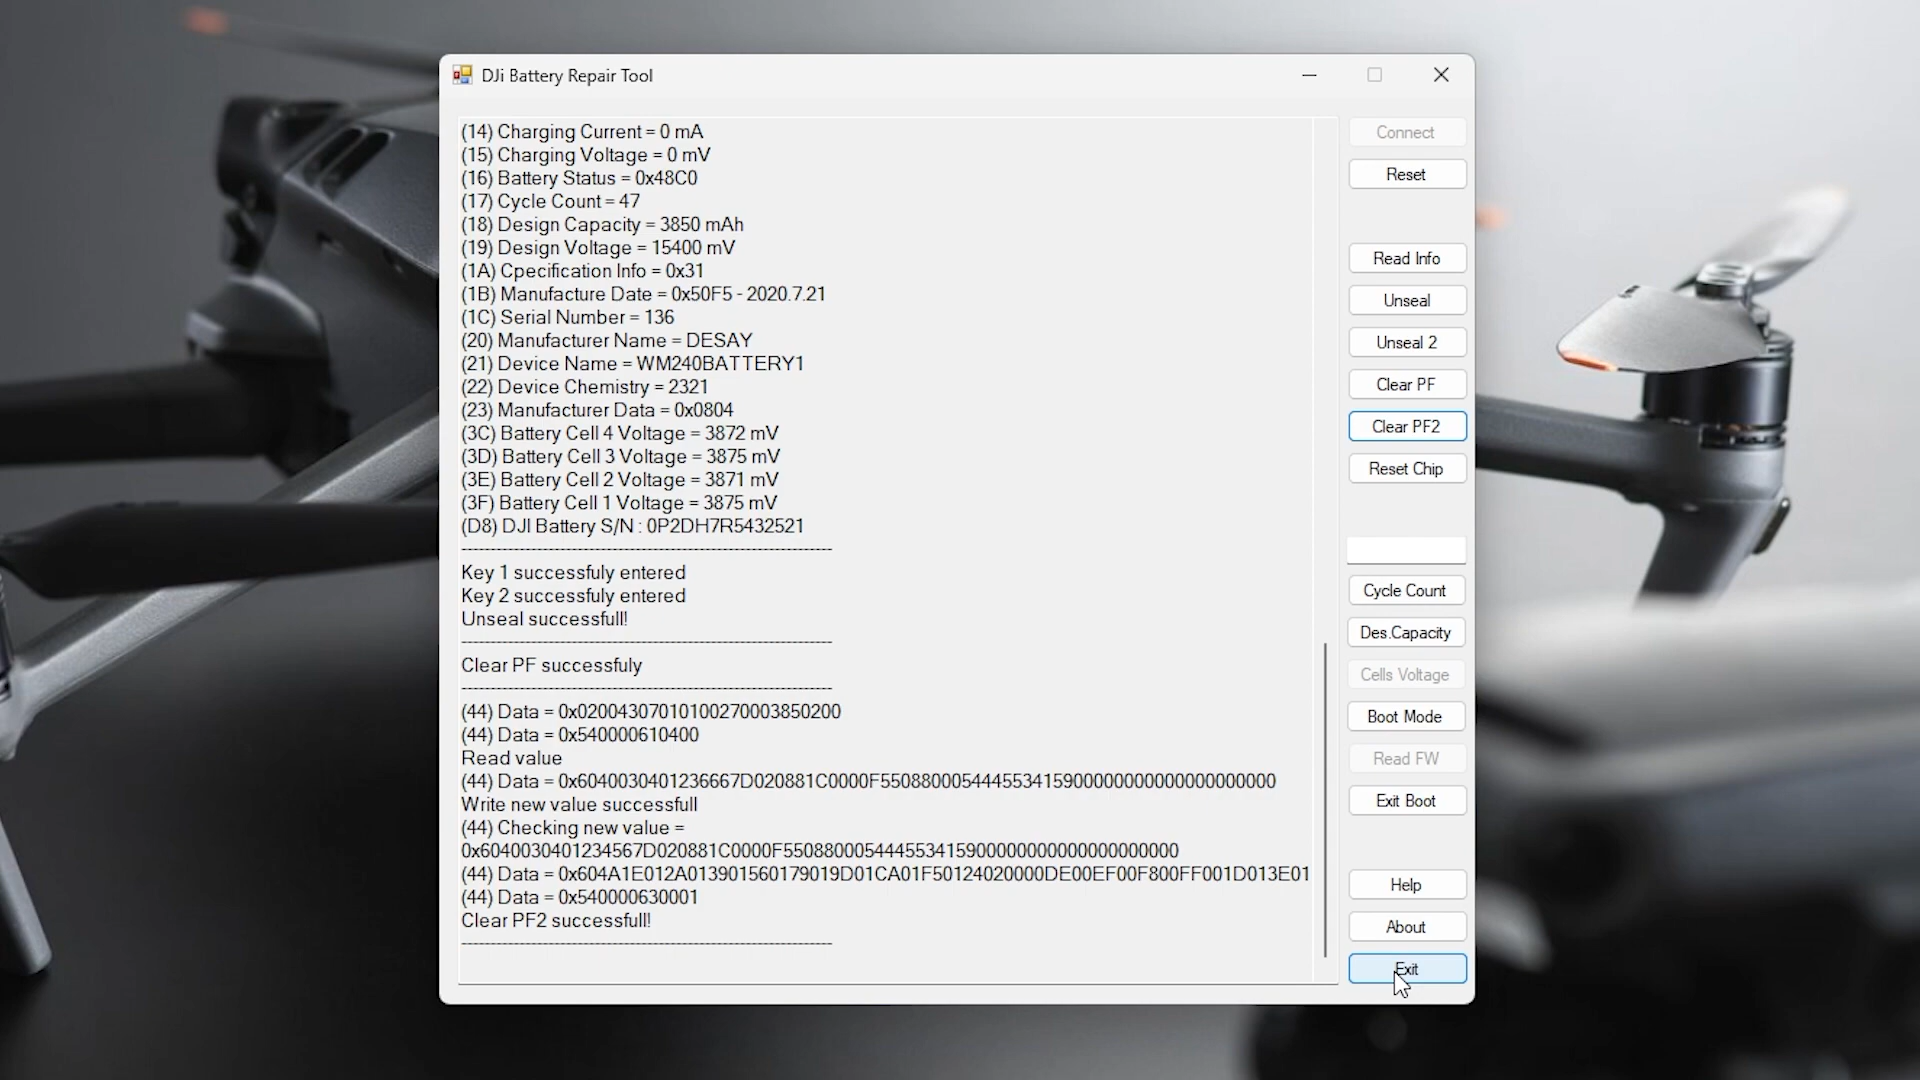 DJi Battery Repair Tool
(14) Charging Current = 0 mA
(15) Charging Voltage = 0 mV
(16) Battery Status = 0x48C0
(17) Cycle Count = 47
(18) Design Capacity = 3850 mAh
(19) Design Voltage = 15400 mV
(1A) Cpecification Info = 0x31
(1B) Manufacture Date = 0x50F5 - 2020.7.21
(1C) Serial Number = 136
(20) Manufacturer Name = DESAY
(21) Device Name = WM240BATTERY1
(22) Device Chemistry = 2321
(23) Manufacturer Data = 0x0804
(3C) Battery Cell 4 Voltage = 3872 mV
(3D) Battery Cell 3 Voltage = 3875 mV
(3E) Battery Cell 2 Voltage = 3871 mV
(3F) Battery Cell 1 Voltage = 3875 mV
(D8) DJI Battery S/N : 0P2DH7R5432521
Key 1 successfuly entered
Key 2 successfuly entered
Unseal successfull!
Clear PF successfuly
(44) Data = 0x02004307010100270003850200
(44) Data = 0x540000610400
Read value
(44) Data = 0x6040030401236667D020881C0000F550880005444553415900000000000000000000
Write new value successfull
(44) Checking new value =
0x6040030401234567D020881C0000F550880005444553415900000000000000000000
(44) Data = 0x604A1E012A013901560179019D01CA01F50124020000DE00EF00F800FF001D013E01
(44) Data = 0x540000630001
Clear PF2 successfull!
Connect
Reset
Read Info
Unseal
Unseal 2
Clear PF
Clear PF2
Reset Chip
Cycle Count
Des.Capacity
Cells Voltage
Boot Mode
Read FW
Exit Boot
Help
About
Exit